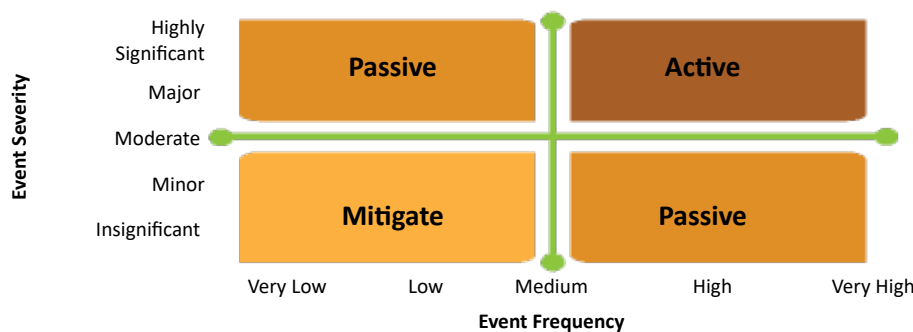 Highly
Significant
Major
Moderate
Minor
Insignificant
Event Severity
Passive
Active
Mitigate
Passive
Very Low
Low
Medium
High
Very High
Event Frequency